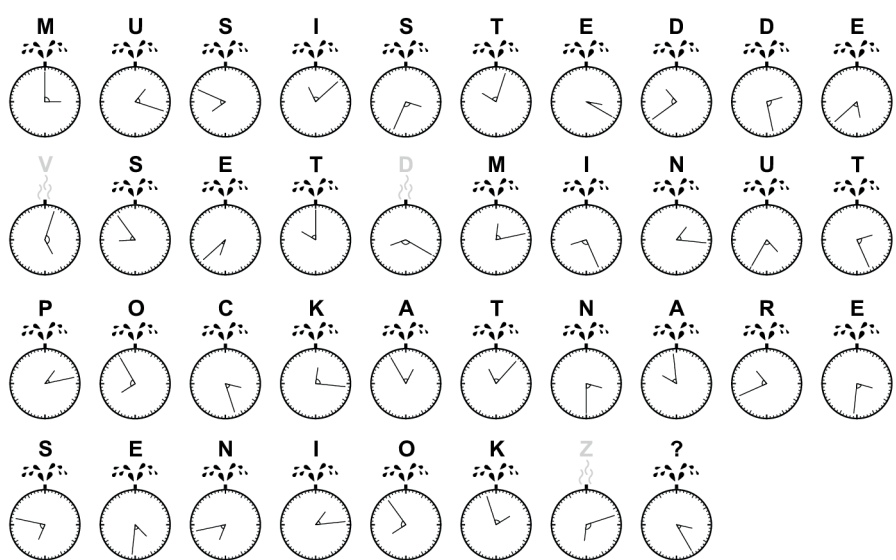 M U S I S T E D D E
V S E T D M I N U T
P O C K A T N A R E
S E N I O K Z ?